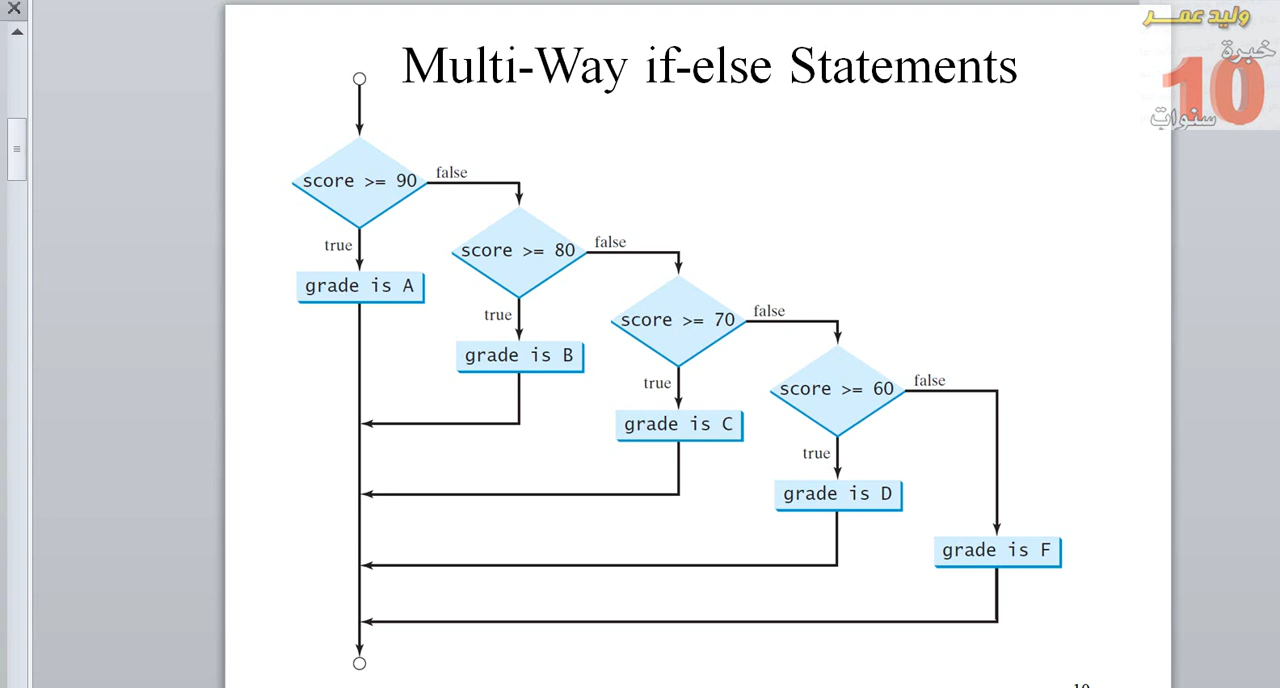 Multi-Way if-else Statements
وليد عمر
خبرة
10
سنوات
score >= 90
false
true
grade is A
score >= 80
false
true
grade is B
score >= 70
false
true
grade is C
score >= 60
false
true
grade is D
grade is F